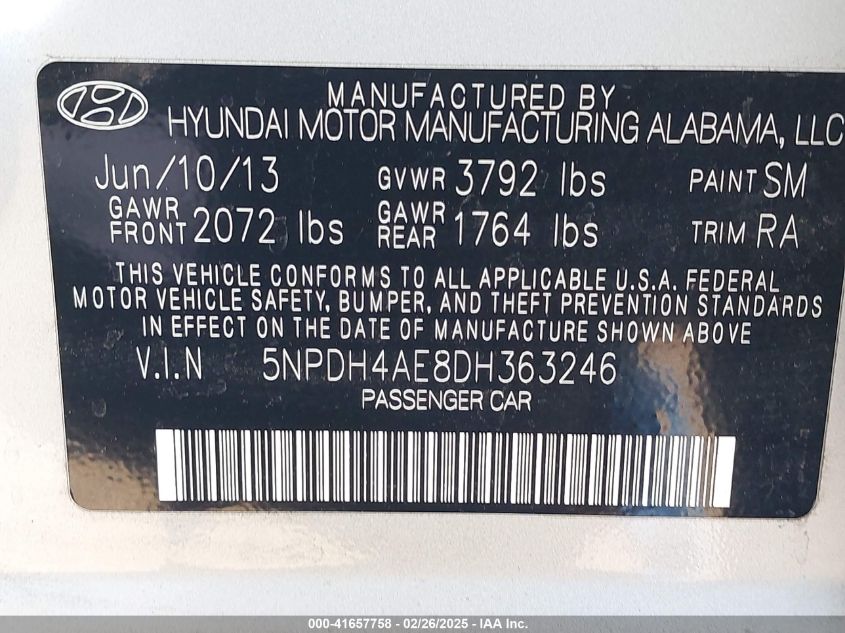 MANUFACTURED BY
HYUNDAI MOTOR MANUFACTURING ALABAMA, LLC
Jun/10/13 GVWR 3792 lbs PAINT SM
GAWR FRONT 2072 lbs GAWR REAR 1764 lbs TRIM RA
THIS VEHICLE CONFORMS TO ALL APPLICABLE U.S.A. FEDERAL
MOTOR VEHICLE SAFETY, BUMPER, AND THEFT PREVENTION STANDARDS
IN EFFECT ON THE DATE OF MANUFACTURE SHOWN ABOVE
V.I.N 5NPDH4AE8DH363246
PASSENGER CAR
000-41657758 - 02/26/2025 - IAA Inc.